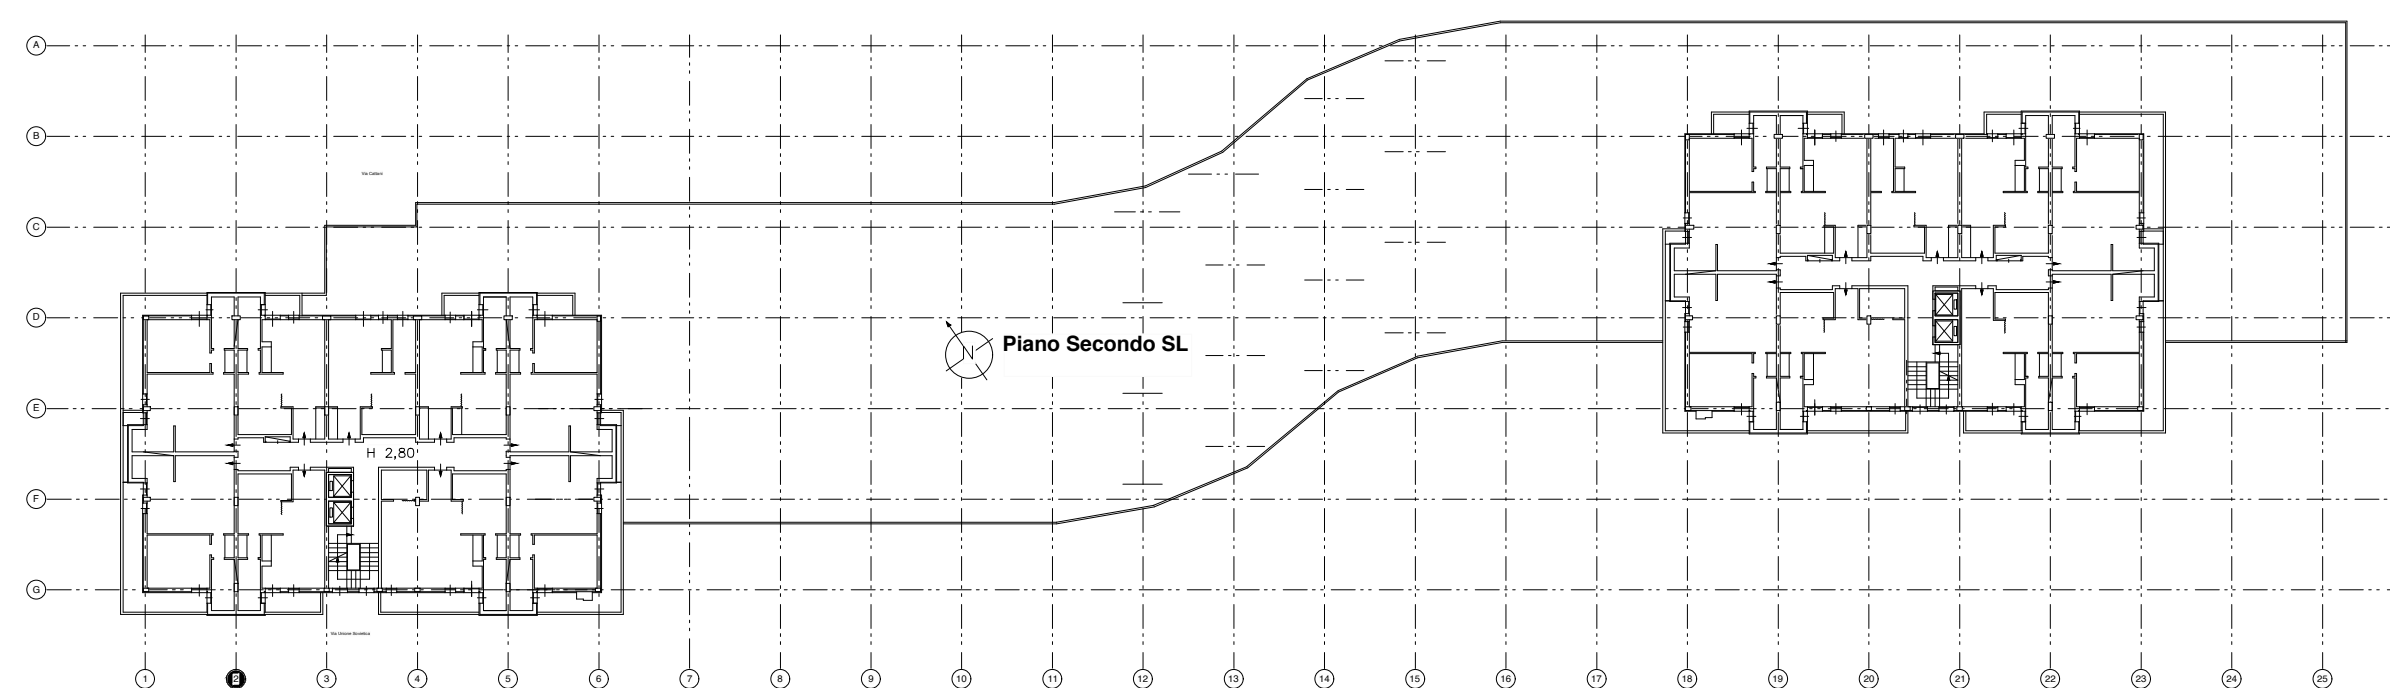 A
B
Via Cattani
C
D
N
Piano Secondo SL
E
H 2,80
F
G
Via Unione Sovietica
1 2 3 4 5 6 7 8 9 10 11 12 13 14 15 16 17 18 19 20 21 22 23 24 25